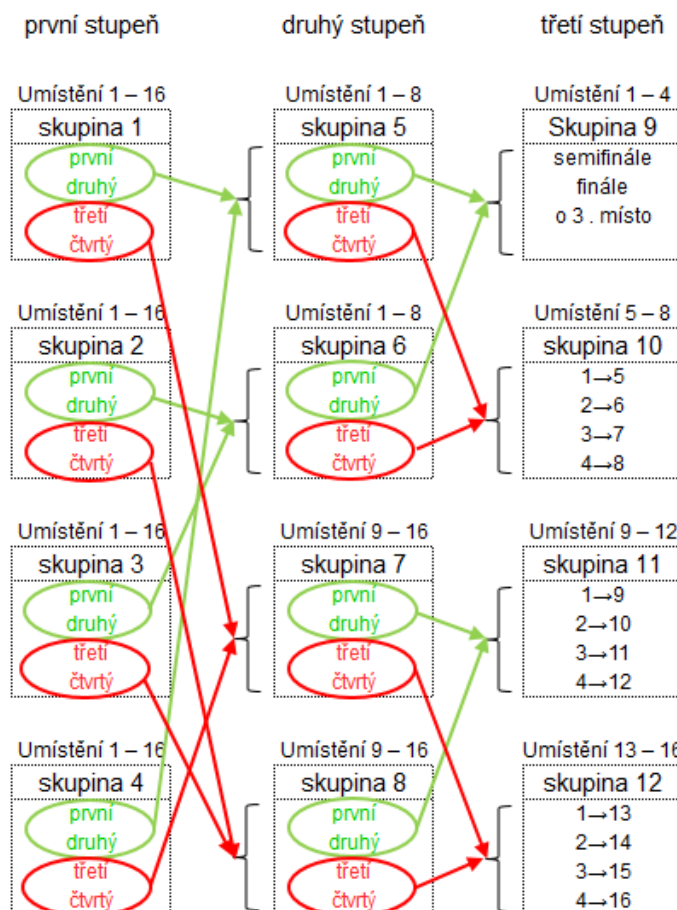 první stupeň
druhý stupeň
třetí stupeň
Umístění 1 – 16
skupina 1
první
druhý
třetí
čtvrtý
Umístění 1 – 8
skupina 5
první
druhý
třetí
čtvrtý
Umístění 1 – 4
Skupina 9
semifinále
finále
o 3 . místo
Umístění 1 – 16
skupina 2
první
druhý
třetí
čtvrtý
Umístění 1 – 8
skupina 6
první
druhý
třetí
čtvrtý
Umístění 5 – 8
skupina 10
1→5
2→6
3→7
4→8
Umístění 1 – 16
skupina 3
první
druhý
třetí
čtvrtý
Umístění 9 – 16
skupina 7
první
druhý
třetí
čtvrtý
Umístění 9 – 12
skupina 11
1→9
2→10
3→11
4→12
Umístění 1 – 16
skupina 4
první
druhý
třetí
čtvrtý
Umístění 9 – 16
skupina 8
první
druhý
třetí
čtvrtý
Umístění 13 – 16
skupina 12
1→13
2→14
3→15
4→16